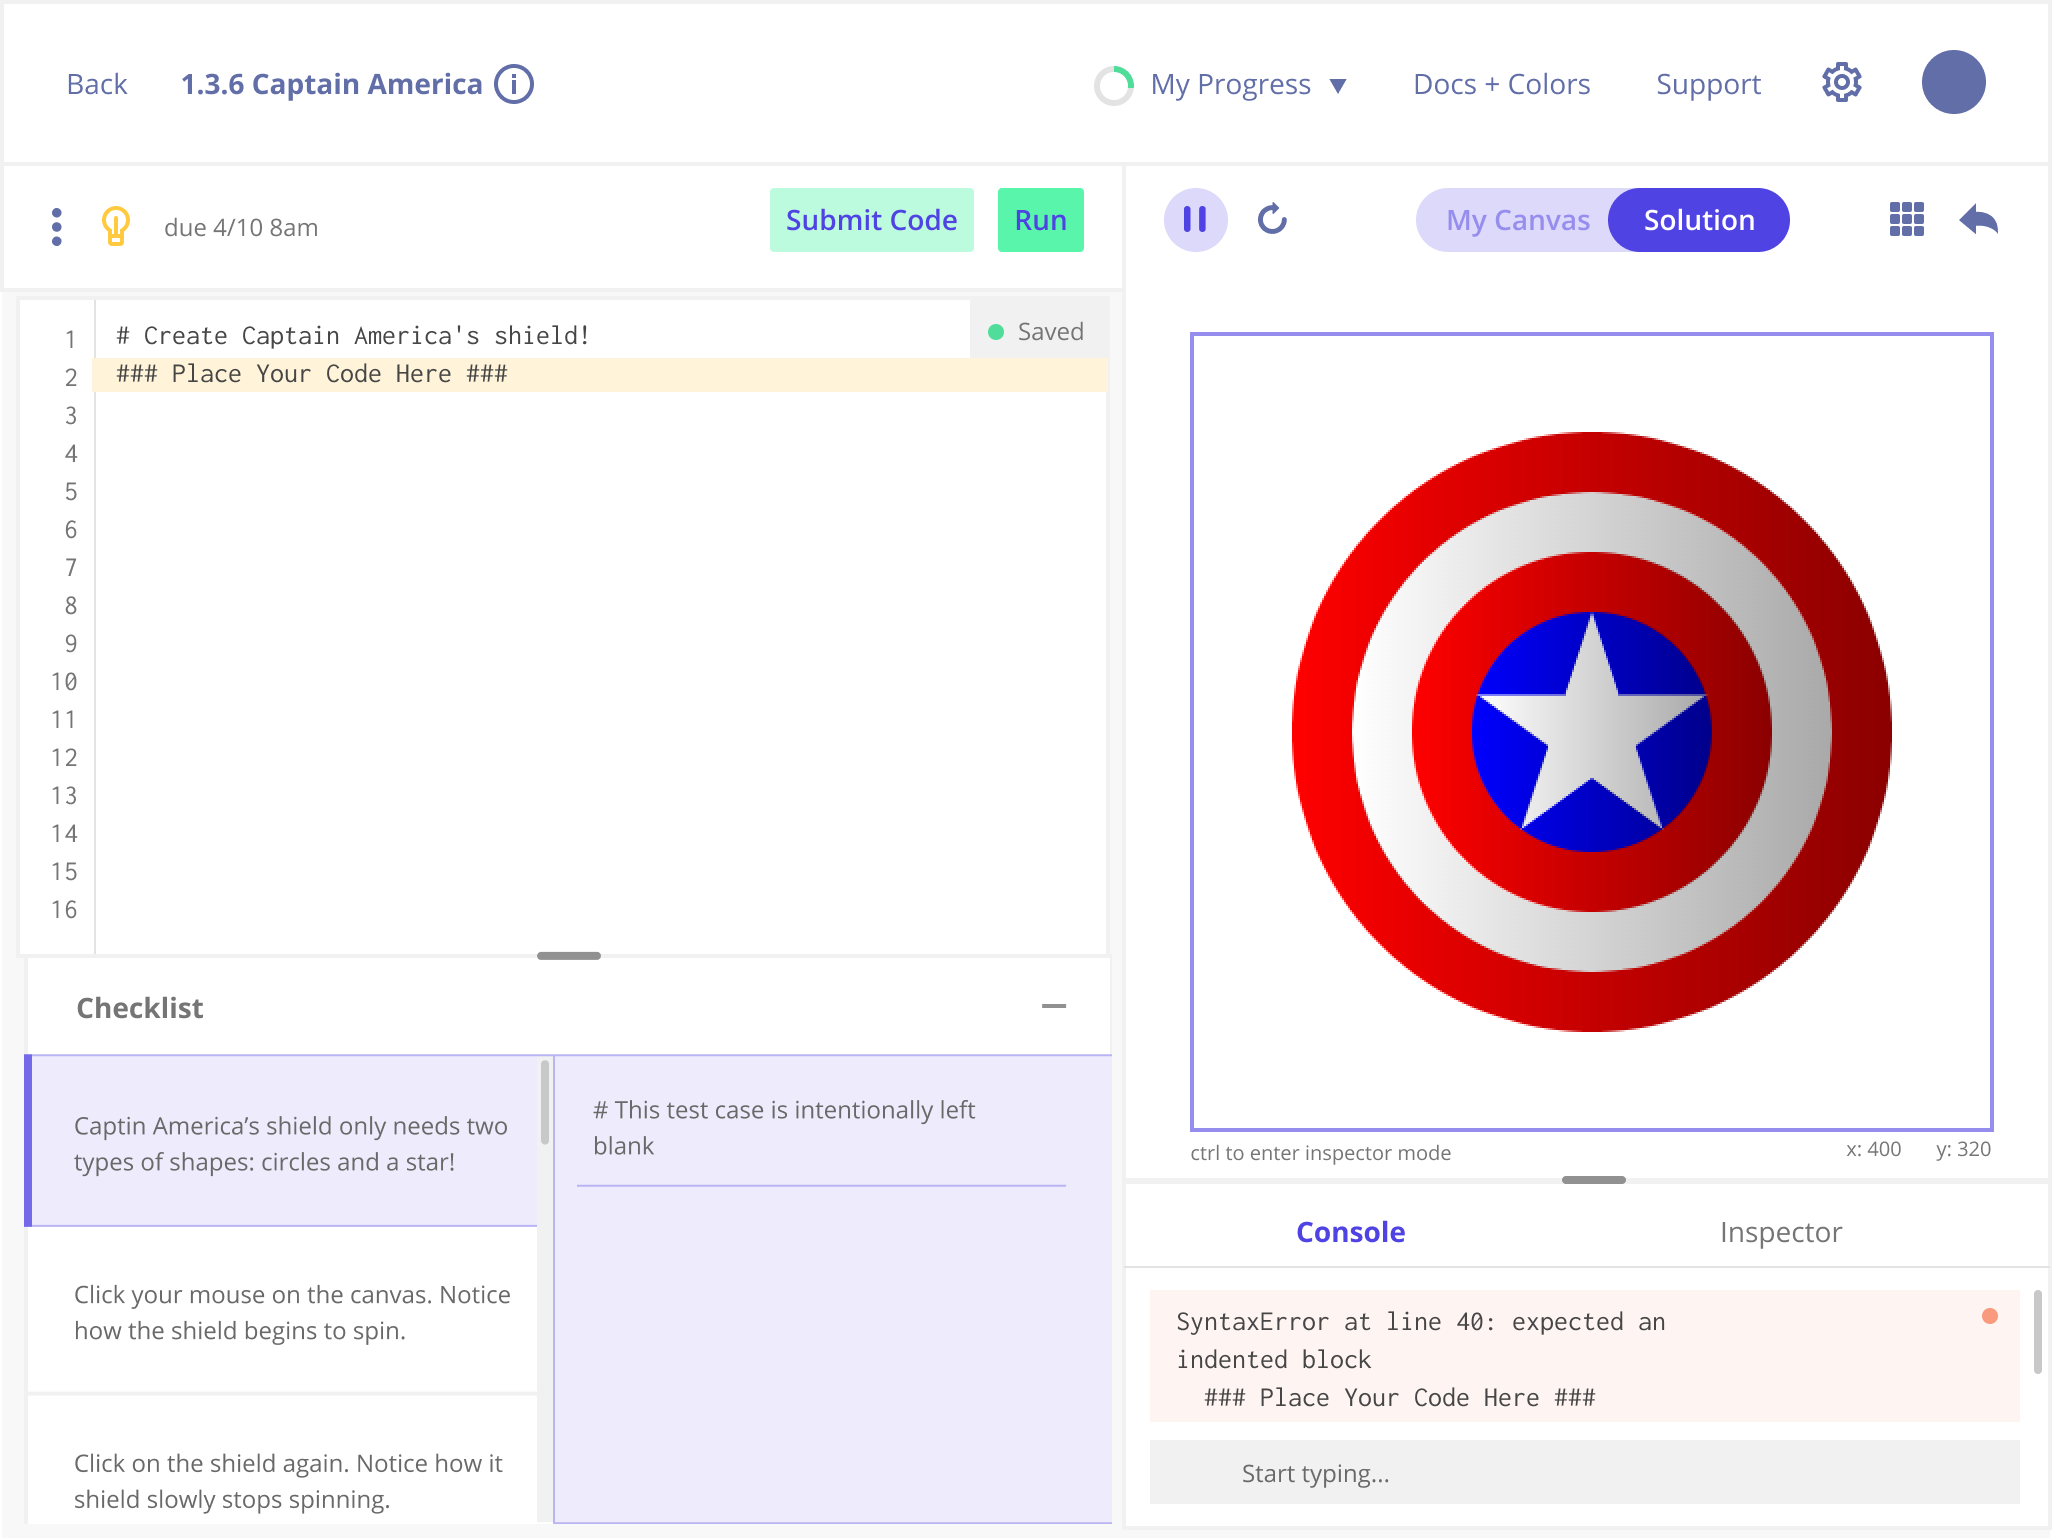 Back 1.3.6 Captain America i My Progress ▼ Docs + Colors Support
due 4/10 8am Submit Code Run My Canvas Solution
1 # Create Captain America's shield! Saved
2 ### Place Your Code Here ###
3
4
5
6
7
8
9
10
11
12
13
14
15
16
Checklist
Captin America’s shield only needs two
types of shapes: circles and a star!
Click your mouse on the canvas. Notice
how the shield begins to spin.
Click on the shield again. Notice how it
shield slowly stops spinning.
# This test case is intentionally left
blank
ctrl to enter inspector mode x: 400 y: 320
Console Inspector
SyntaxError at line 40: expected an
indented block
### Place Your Code Here ###
Start typing...